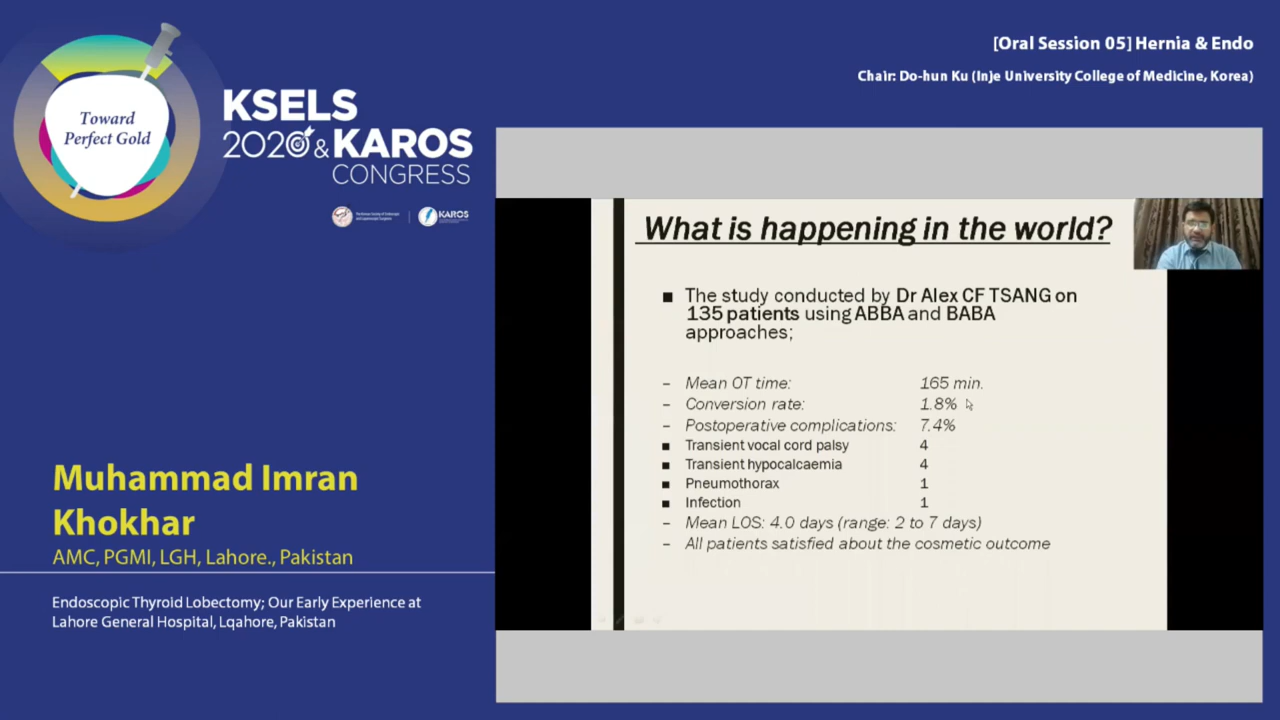 [Oral Session 05] Hernia & Endo
Chair: Do-hun Ku (Inje University College of Medicine, Korea)
Toward
Perfect Gold
KSELS
2020 & KAROS
CONGRESS
KAROS
What is happening in the world?
■ The study conducted by Dr Alex CF TSANG on
135 patients using ABBA and BABA
approaches;
– Mean OT time: 165 min.
– Conversion rate: 1.8%
– Postoperative complications: 7.4%
■ Transient vocal cord palsy 4
■ Transient hypocalcaemia 4
■ Pneumothorax 1
■ Infection 1
– Mean LOS: 4.0 days (range: 2 to 7 days)
– All patients satisfied about the cosmetic outcome
Muhammad Imran
Khokhar
AMC, PGMI, LGH, Lahore., Pakistan
Endoscopic Thyroid Lobectomy; Our Early Experience at
Lahore General Hospital, Lqahore, Pakistan